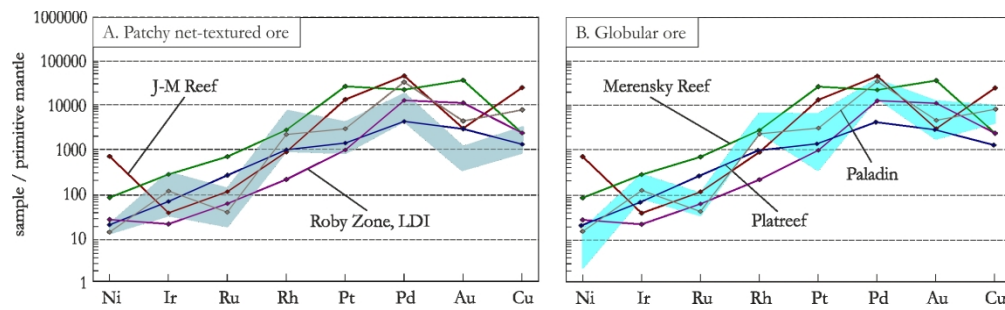 A. Patchy net-textured ore
B. Globular ore
sample / primitive mantle
1000000
100000
10000
1000
100
10
1
J-M Reef
Roby Zone, LDI
Merensky Reef
Paladin
Platreef
Ni Ir Ru Rh Pt Pd Au Cu
Ni Ir Ru Rh Pt Pd Au Cu